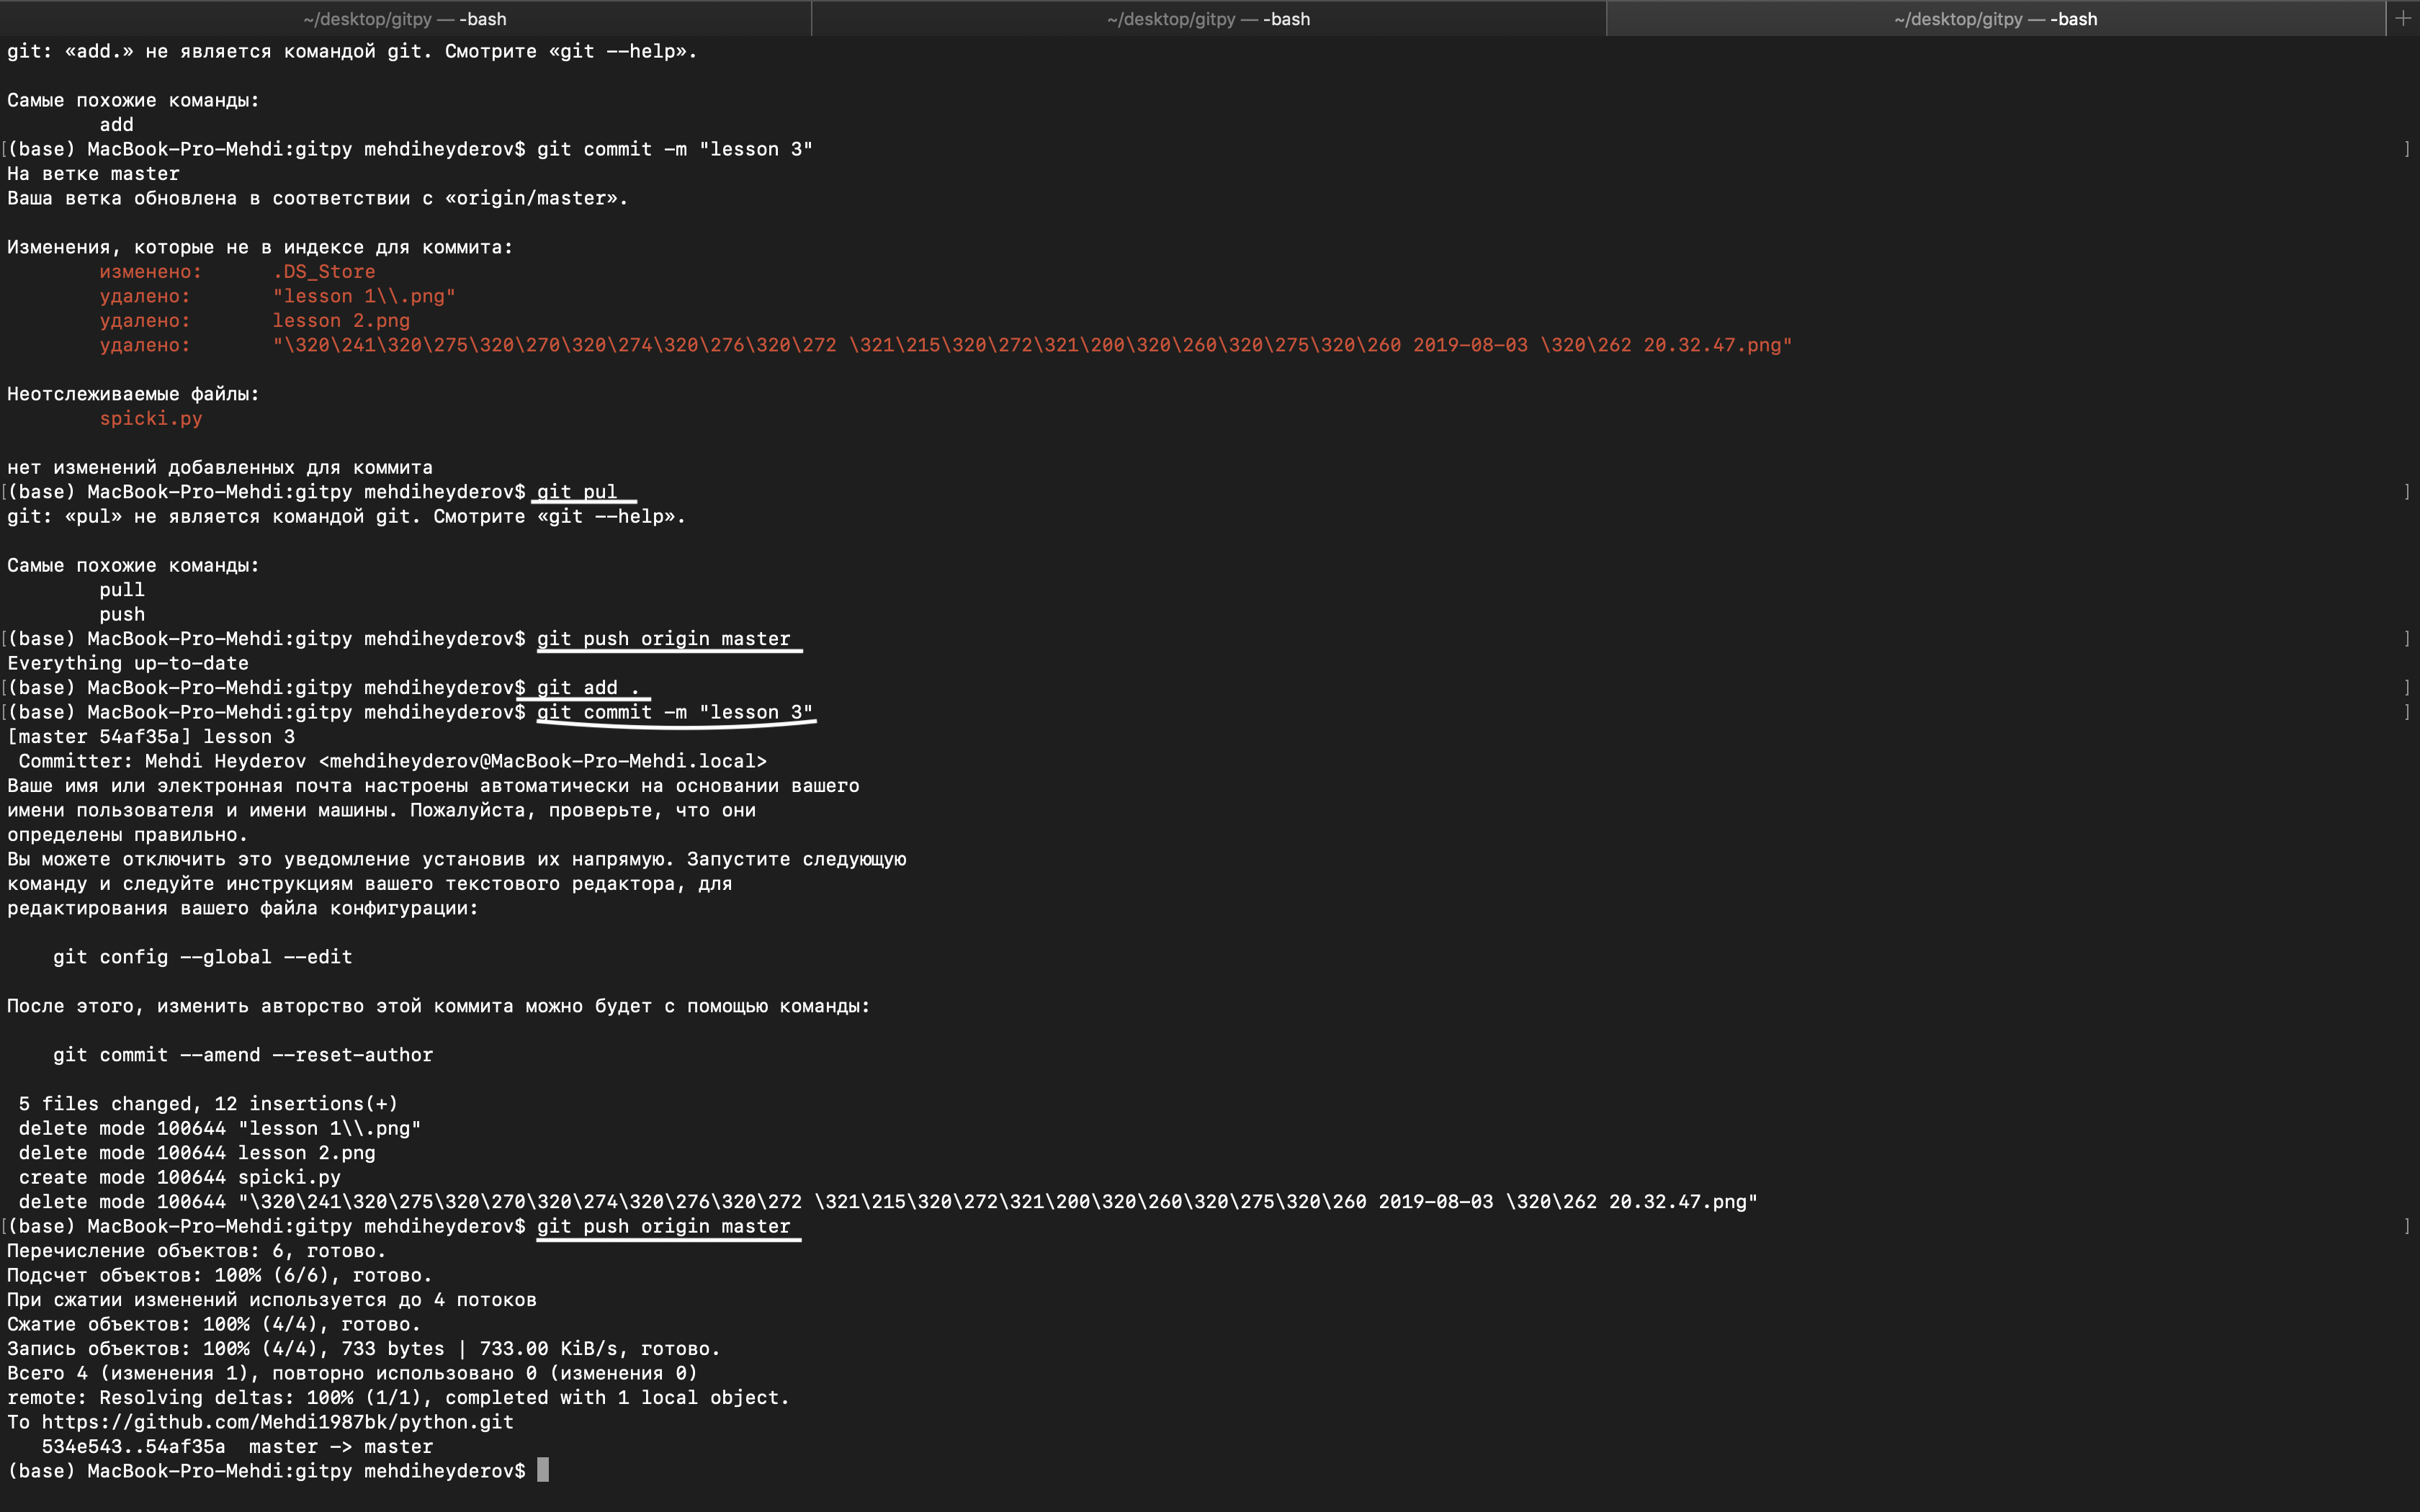 ~/desktop/gitpy — -bash
~/desktop/gitpy — -bash
~/desktop/gitpy — -bash
git: «add.» не является командой git. Смотрите «git --help».
Самые похожие команды:
add
(base) MacBook-Pro-Mehdi:gitpy mehdiheyderov$ git commit -m "lesson 3"
На ветке master
Ваша ветка обновлена в соответствии с «origin/master».
Изменения, которые не в индексе для коммита:
изменено: .DS_Store
удалено: "lesson 1\\.png"
удалено: lesson 2.png
удалено: "\320\241\320\275\320\270\320\274\320\276\320\272 \321\215\320\272\321\200\320\260\320\275\320\260 2019-08-03 \320\262 20.32.47.png"
Неотслеживаемые файлы:
spicki.py
нет изменений добавленных для коммита
(base) MacBook-Pro-Mehdi:gitpy mehdiheyderov$ git pul
git: «pul» не является командой git. Смотрите «git --help».
Самые похожие команды:
pull
push
(base) MacBook-Pro-Mehdi:gitpy mehdiheyderov$ git push origin master
Everything up-to-date
(base) MacBook-Pro-Mehdi:gitpy mehdiheyderov$ git add .
(base) MacBook-Pro-Mehdi:gitpy mehdiheyderov$ git commit -m "lesson 3"
[master 54af35a] lesson 3
Committer: Mehdi Heyderov <mehdiheyderov@MacBook-Pro-Mehdi.local>
Ваше имя или электронная почта настроены автоматически на основании вашего
имени пользователя и имени машины. Пожалуйста, проверьте, что они
определены правильно.
Вы можете отключить это уведомление установив их напрямую. Запустите следующую
команду и следуйте инструкциям вашего текстового редактора, для
редактирования вашего файла конфигурации:
git config --global --edit
После этого, изменить авторство этой коммита можно будет с помощью команды:
git commit --amend --reset-author
5 files changed, 12 insertions(+)
delete mode 100644 "lesson 1\\.png"
delete mode 100644 lesson 2.png
create mode 100644 spicki.py
delete mode 100644 "\320\241\320\275\320\270\320\274\320\276\320\272 \321\215\320\272\321\200\320\260\320\275\320\260 2019-08-03 \320\262 20.32.47.png"
(base) MacBook-Pro-Mehdi:gitpy mehdiheyderov$ git push origin master
Перечисление объектов: 6, готово.
Подсчет объектов: 100% (6/6), готово.
При сжатии изменений используется до 4 потоков
Сжатие объектов: 100% (4/4), готово.
Запись объектов: 100% (4/4), 733 bytes | 733.00 KiB/s, готово.
Всего 4 (изменения 1), повторно использовано 0 (изменения 0)
remote: Resolving deltas: 100% (1/1), completed with 1 local object.
To https://github.com/Mehdi1987bk/python.git
534e543..54af35a master -> master
(base) MacBook-Pro-Mehdi:gitpy mehdiheyderov$